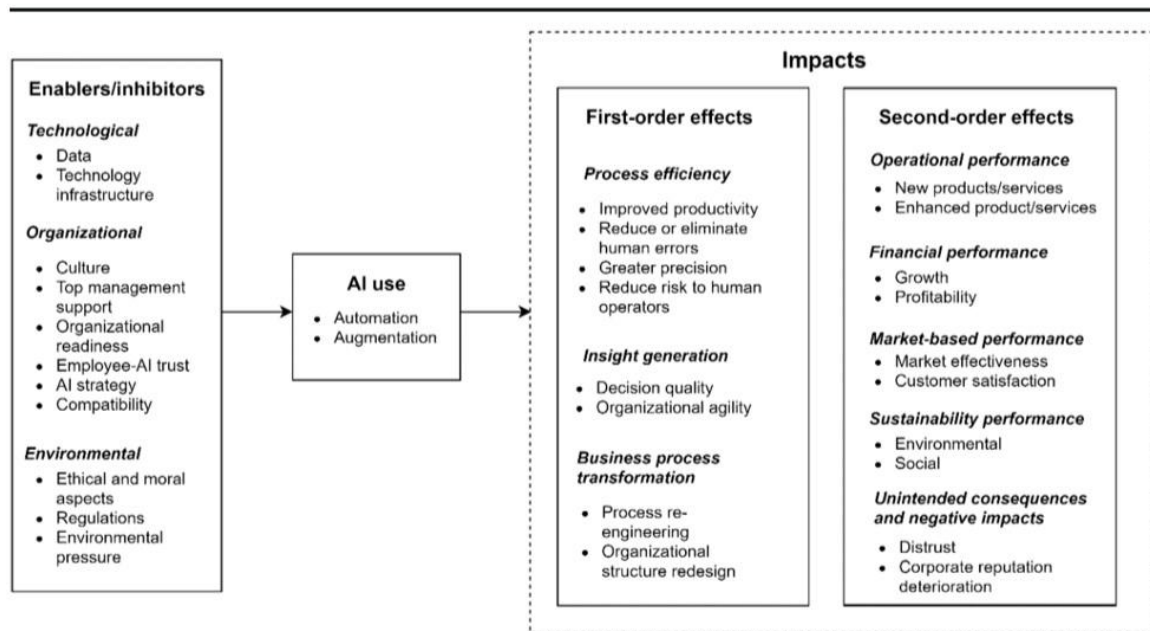 Enablers/inhibitors
Technological
• Data
• Technology
infrastructure
Organizational
• Culture
• Top management
support
• Organizational
readiness
• Employee-AI trust
• AI strategy
• Compatibility
Environmental
• Ethical and moral
aspects
• Regulations
• Environmental
pressure
AI use
• Automation
• Augmentation
Impacts
First-order effects
Process efficiency
• Improved productivity
• Reduce or eliminate
human errors
• Greater precision
• Reduce risk to human
operators
Insight generation
• Decision quality
• Organizational agility
Business process
transformation
• Process re-
engineering
• Organizational
structure redesign
Second-order effects
Operational performance
• New products/services
• Enhanced product/services
Financial performance
• Growth
• Profitability
Market-based performance
• Market effectiveness
• Customer satisfaction
Sustainability performance
• Environmental
• Social
Unintended consequences
and negative impacts
• Distrust
• Corporate reputation
deterioration